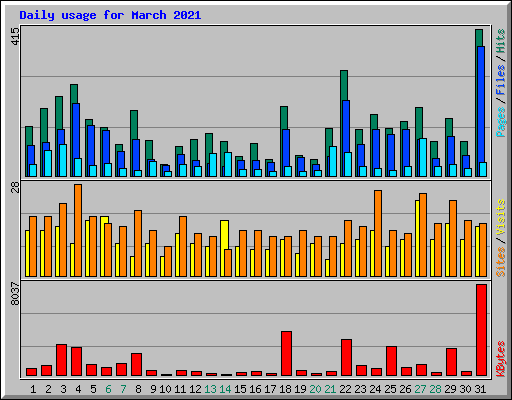 Daily usage for March 2021
415
Pages / Files / Hits
28
Sites / Visits
8037
KBytes
1 2 3 4 5 6 7 8 9 10 11 12 13 14 15 16 17 18 19 20 21 22 23 24 25 26 27 28 29 30 31